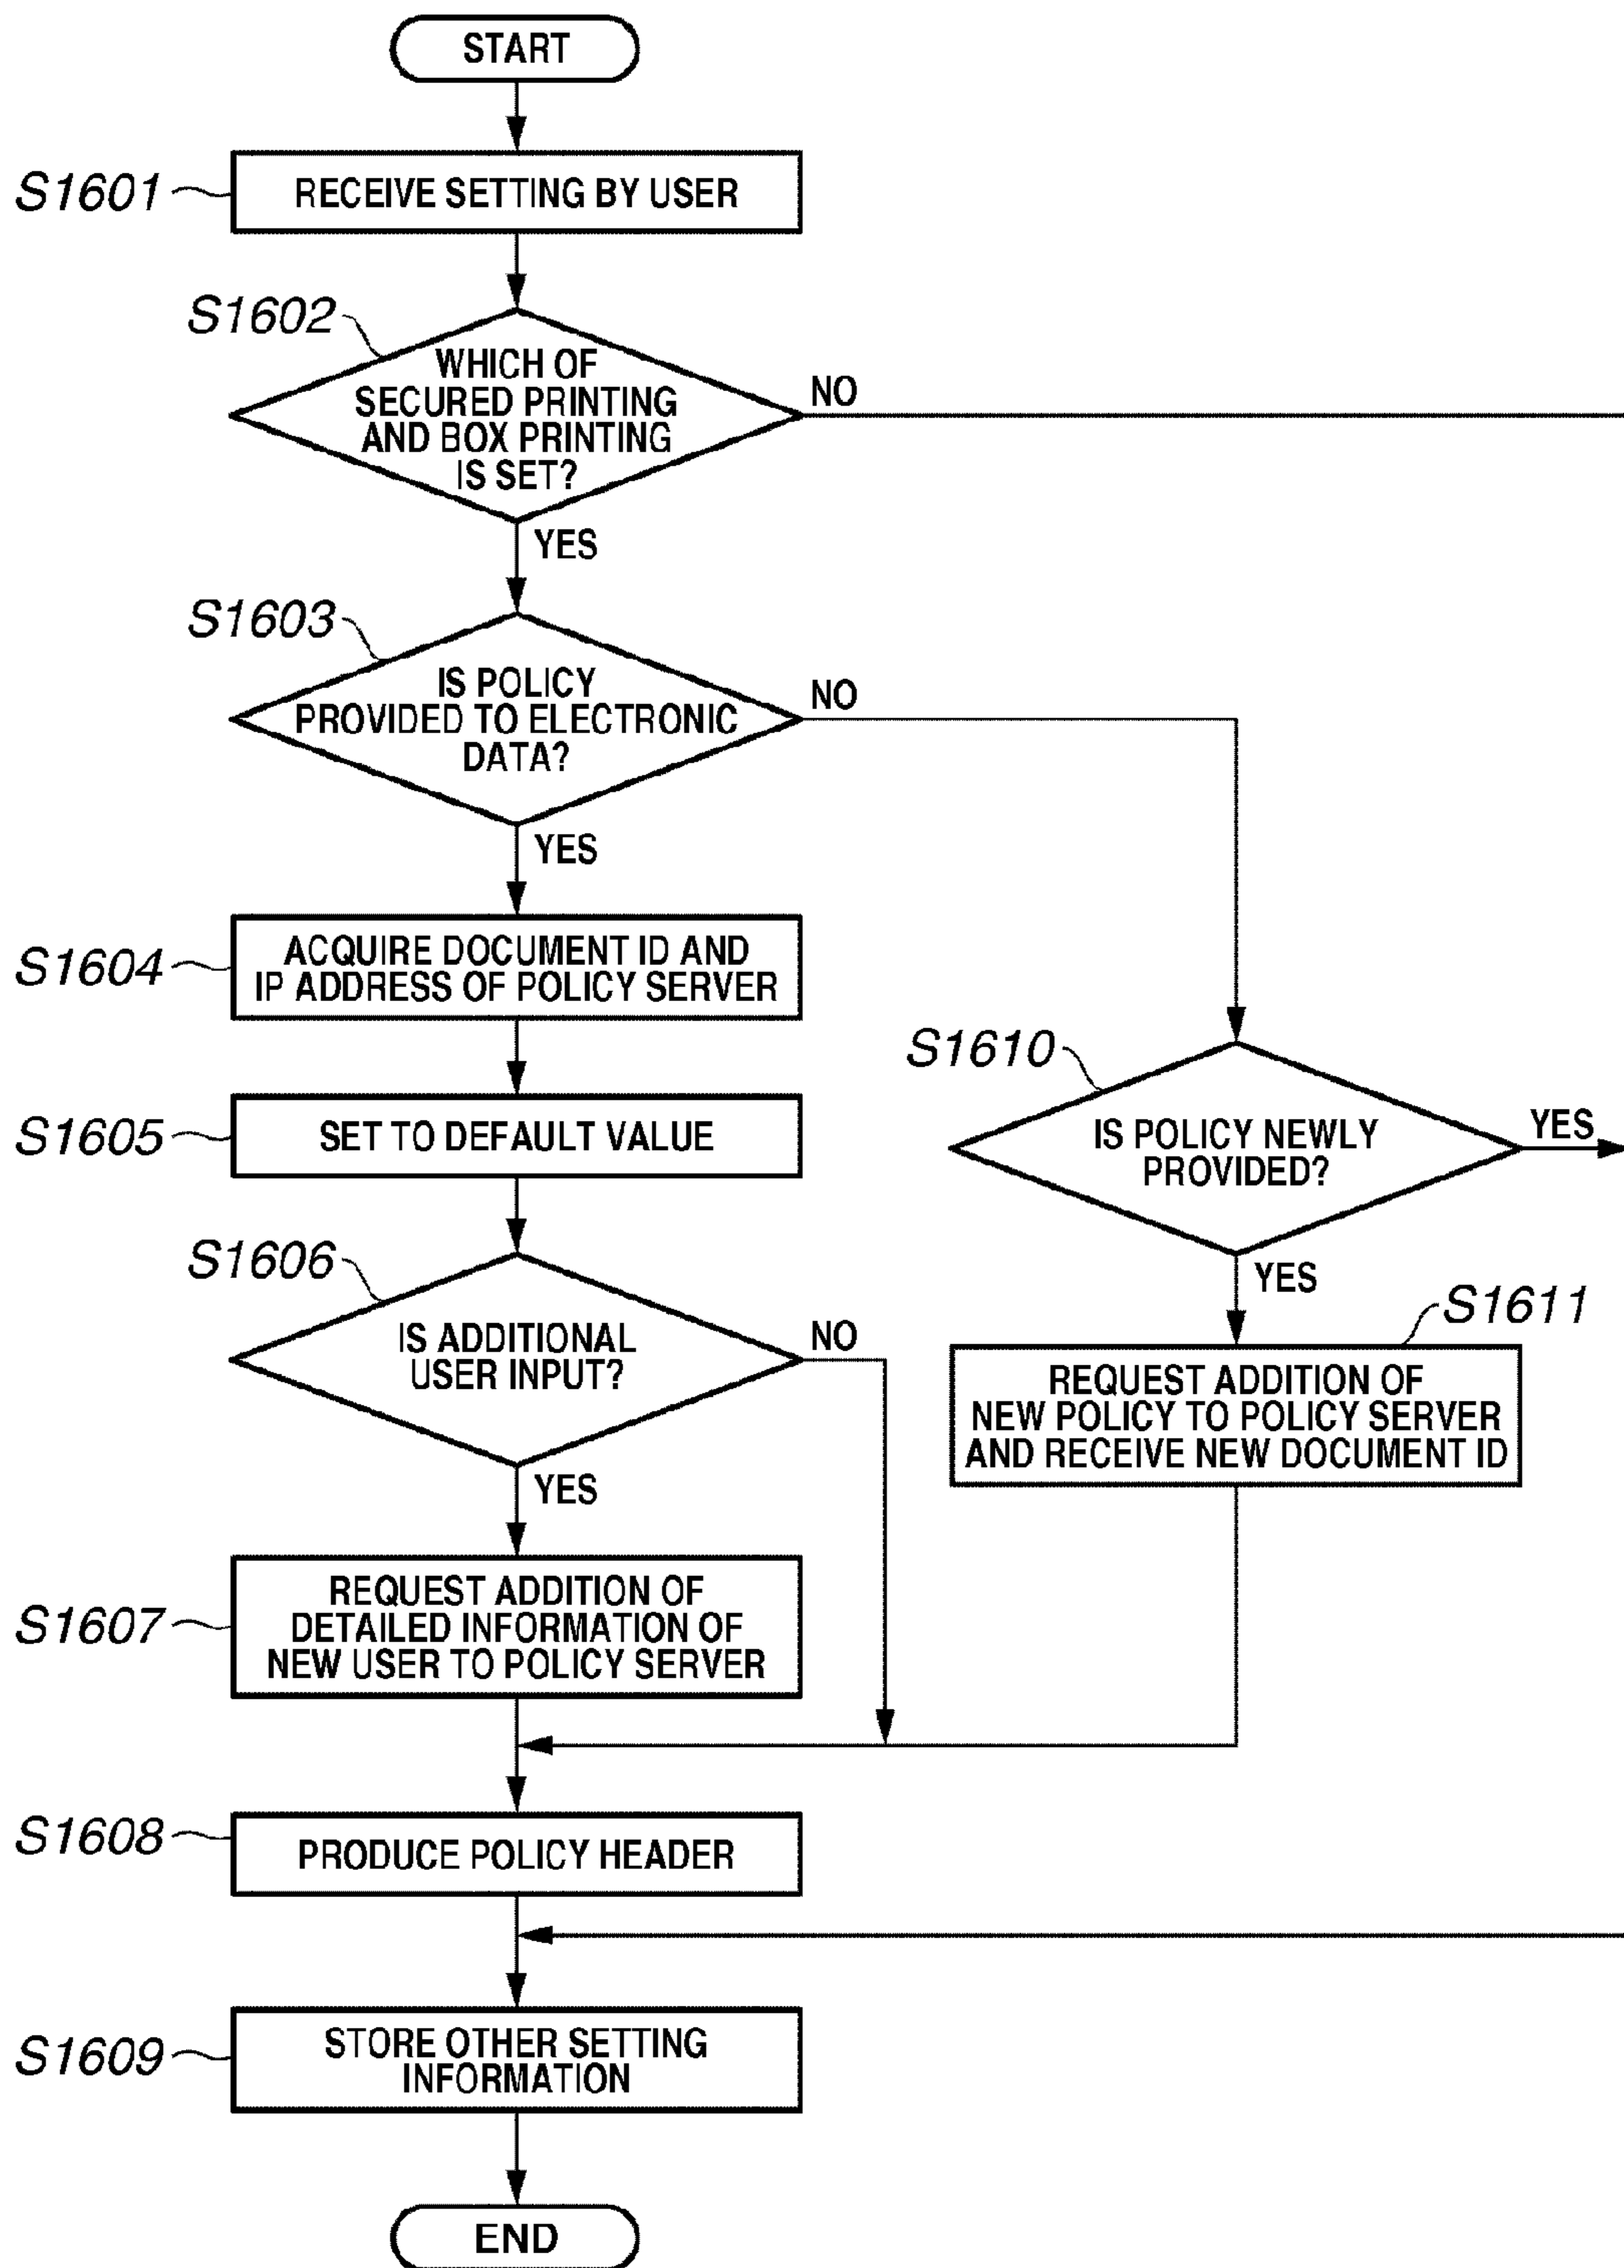 START
S1601
RECEIVE SETTING BY USER
S1602
WHICH OF
SECURED PRINTING
AND BOX PRINTING
IS SET?
NO
YES
S1603
IS POLICY
PROVIDED TO ELECTRONIC
DATA?
NO
YES
S1604
ACQUIRE DOCUMENT ID AND
IP ADDRESS OF POLICY SERVER
S1610
IS POLICY NEWLY
PROVIDED?
YES
YES
S1605
SET TO DEFAULT VALUE
S1606
IS ADDITIONAL
USER INPUT?
NO
YES
S1611
REQUEST ADDITION OF
NEW POLICY TO POLICY SERVER
AND RECEIVE NEW DOCUMENT ID
S1607
REQUEST ADDITION OF
DETAILED INFORMATION OF
NEW USER TO POLICY SERVER
S1608
PRODUCE POLICY HEADER
S1609
STORE OTHER SETTING
INFORMATION
END